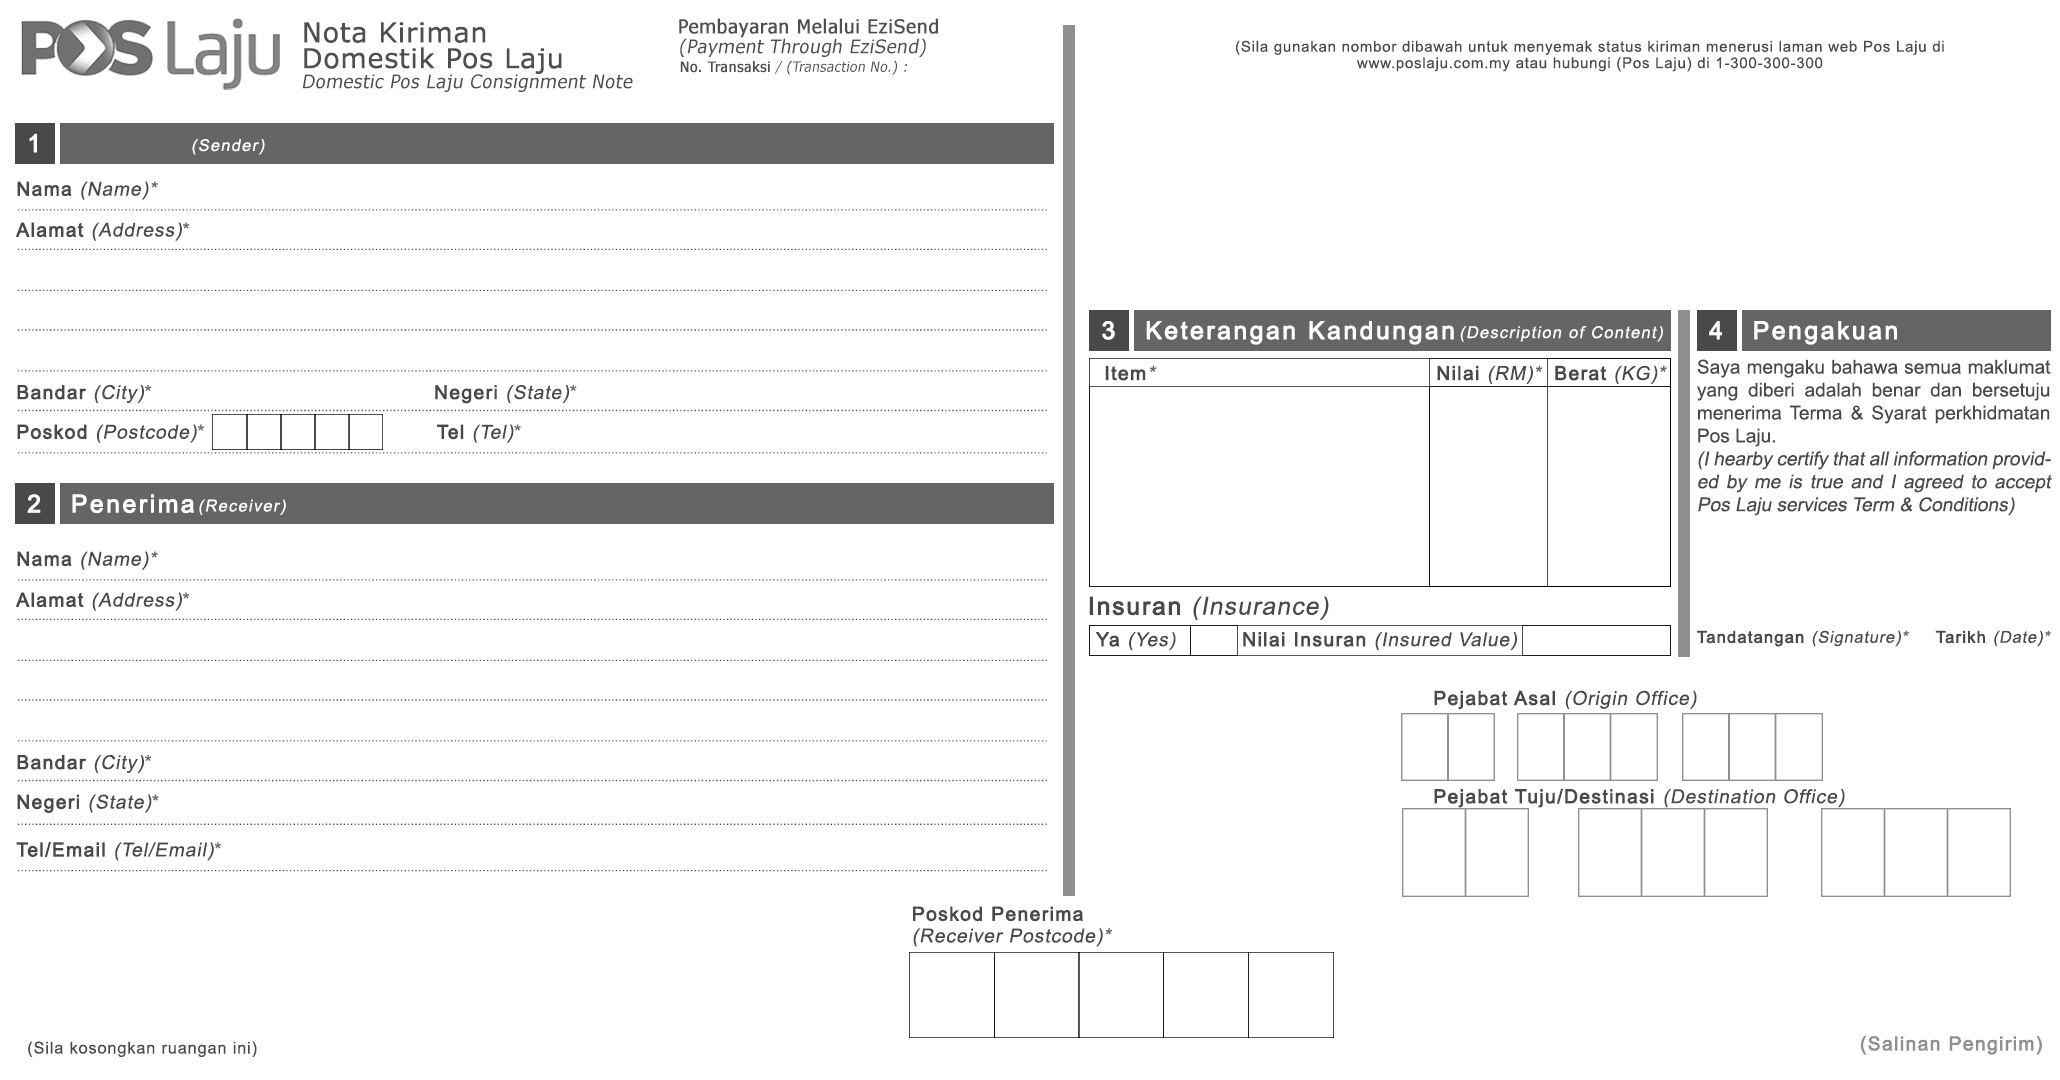 POS Laju
Nota Kiriman
Domestik Pos Laju
Domestic Pos Laju Consignment Note
Pembayaran Melalui EziSend
(Payment Through EziSend)
No. Transaksi / (Transaction No.) :
(Sila gunakan nombor dibawah untuk menyemak status kiriman menerusi laman web Pos Laju di
www.poslaju.com.my atau hubungi (Pos Laju) di 1-300-300-300
1 (Sender)
Nama (Name)*
Alamat (Address)*
Bandar (City)* Negeri (State)*
Poskod (Postcode)* Tel (Tel)*
2 Penerima (Receiver)
Nama (Name)*
Alamat (Address)*
Bandar (City)*
Negeri (State)*
Tel/Email (Tel/Email)*
Poskod Penerima
(Receiver Postcode)*
(Sila kosongkan ruangan ini)
3 Keterangan Kandungan (Description of Content)
Item* Nilai (RM)* Berat (KG)*
Insuran (Insurance)
Ya (Yes) Nilai Insuran (Insured Value)
4 Pengakuan
Saya mengaku bahawa semua maklumat
yang diberi adalah benar dan bersetuju
menerima Terma & Syarat perkhidmatan
Pos Laju.
(I hearby certify that all information provid-
ed by me is true and I agreed to accept
Pos Laju services Term & Conditions)
Tandatangan (Signature)* Tarikh (Date)*
Pejabat Asal (Origin Office)
Pejabat Tuju/Destinasi (Destination Office)
(Salinan Pengirim)